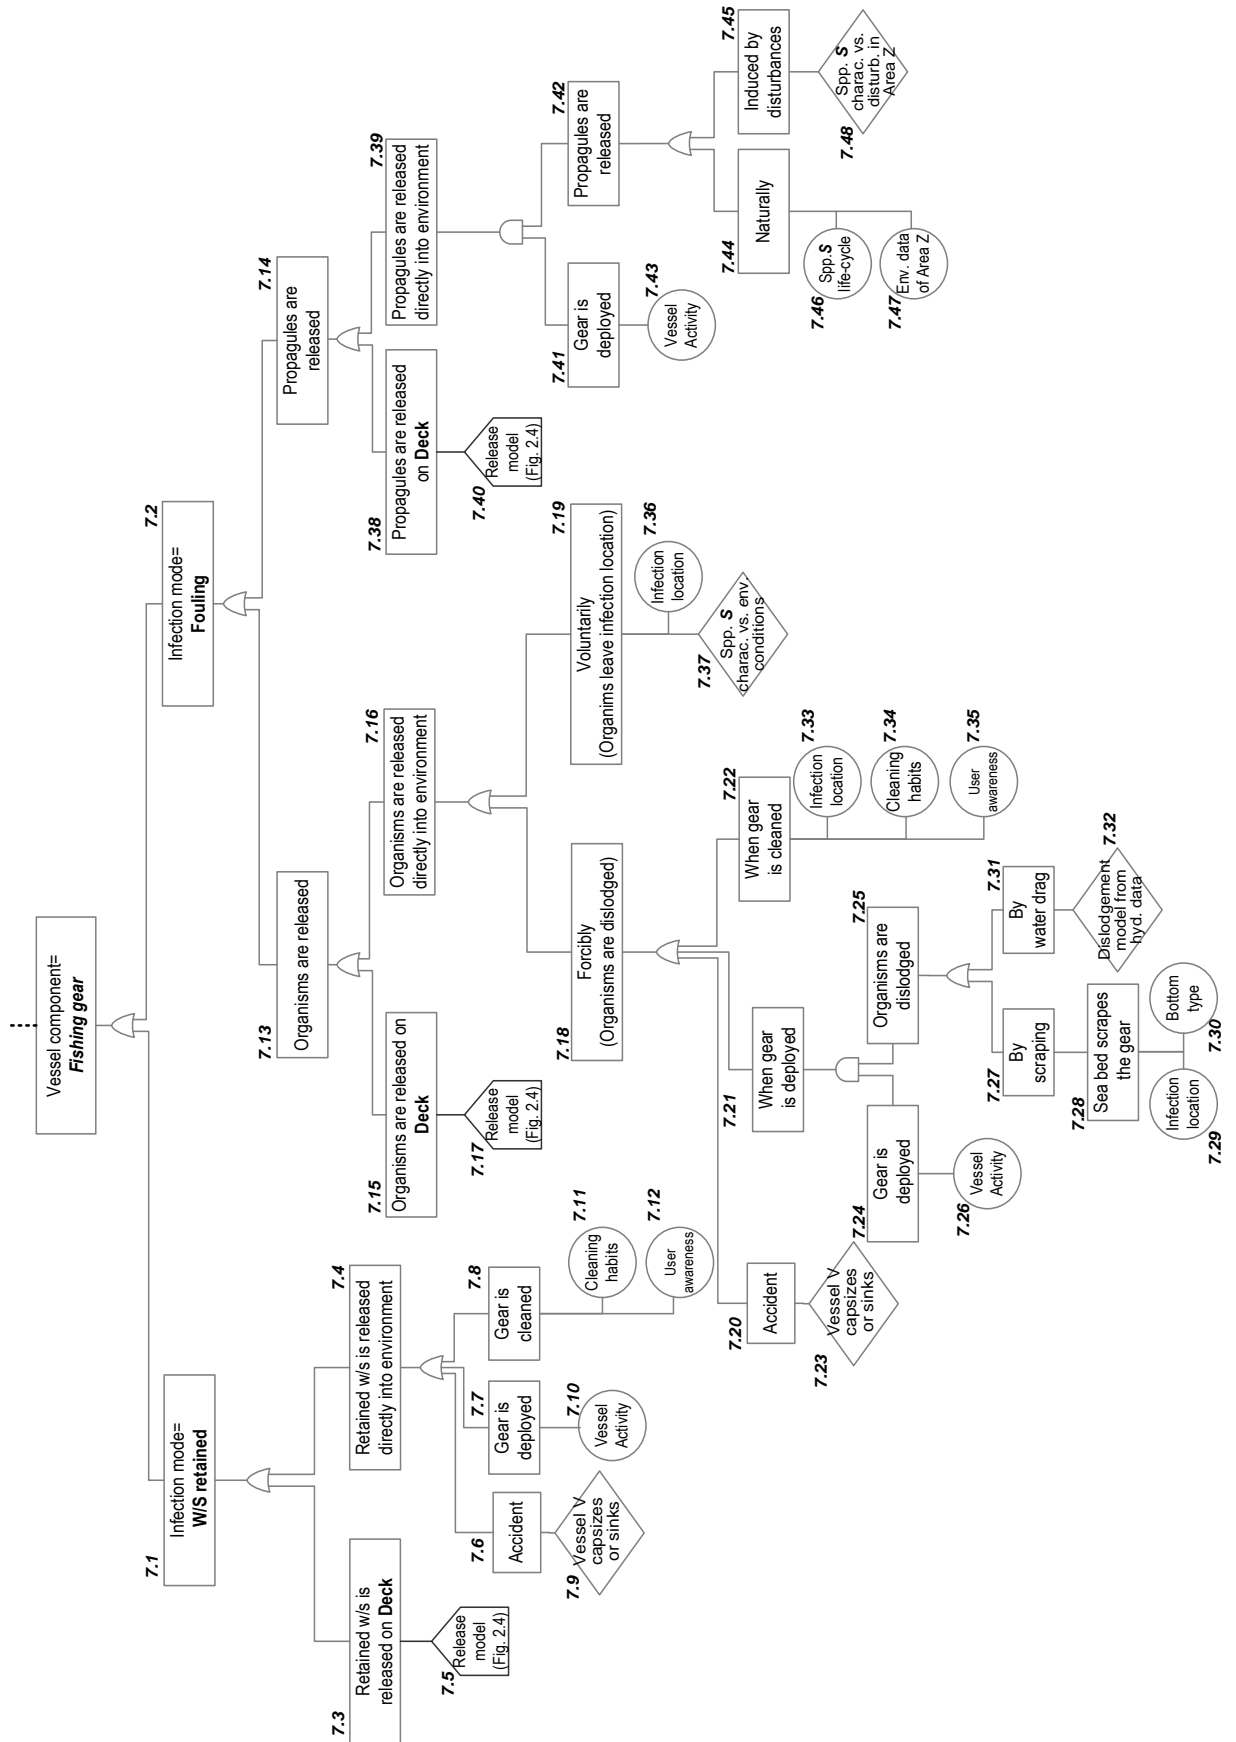 Vessel component=
Fishing gear
7.1
Infection mode=
W/S retained
7.2
Infection mode=
Fouling
7.3
Retained w/s is
released on Deck
7.4
Retained w/s is released
directly into environment
7.5
Release
model
(Fig. 2.4)
7.6
Accident
7.7
Gear is
deployed
7.8
Gear is
cleaned
7.9
Vessel V
capsizes
or sinks
7.10
Vessel
Activity
7.11
Cleaning
habits
7.12
User
awareness
7.13
Organisms are released
7.14
Propagules are
released
7.15
Organisms are released on
Deck
7.16
Organisms are released
directly into environment
7.17
Release
model
(Fig. 2.4)
7.18
Forcibly
(Organisms are dislodged)
7.19
Voluntarily
(Organims leave infection location)
7.20
Accident
7.21
When gear
is deployed
7.22
When gear
is cleaned
7.23
Vessel V
capsizes
or sinks
7.24
Gear is
deployed
7.25
Organisms are
dislodged
7.26
Vessel
Activity
7.27
By
scraping
7.28
Sea bed scrapes
the gear
7.29
Infection
location
7.30
Bottom
type
7.31
By
water drag
7.32
Dislodgement
model from
hyd. data
7.33
Infection
location
7.34
Cleaning
habits
7.35
User
awareness
7.36
Infection
location
7.37
Spp. S
charac. vs. env.
conditions
7.38
Propagules are released
on Deck
7.39
Propagules are released
directly into environment
7.40
Release
model
(Fig. 2.4)
7.41
Gear is
deployed
7.42
Propagules are
released
7.43
Vessel
Activity
7.44
Naturally
7.45
Induced by
disturbances
7.46
Spp.S
life-cycle
7.47
Env. data
of Area Z
7.48
Spp. S
charac. vs.
disturb. in
Area Z